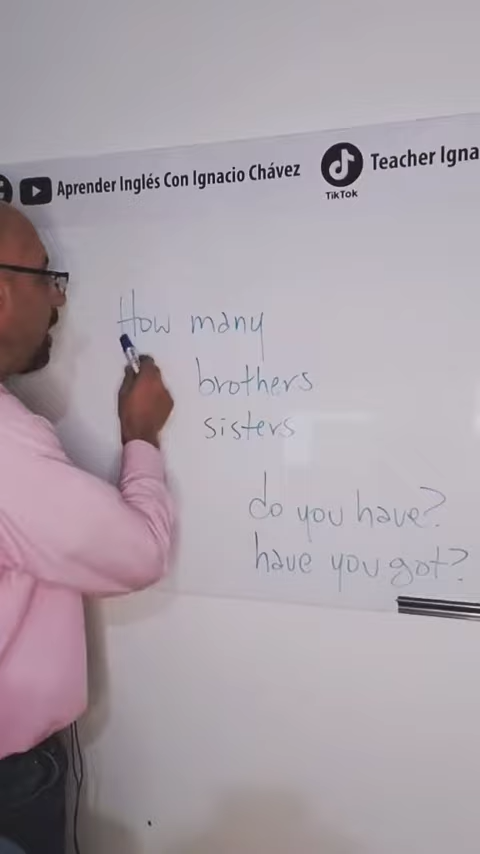 Aprender Inglés Con Ignacio Chávez
TikTok
Teacher Igna
How many
brothers
sisters
do you have?
have you got?